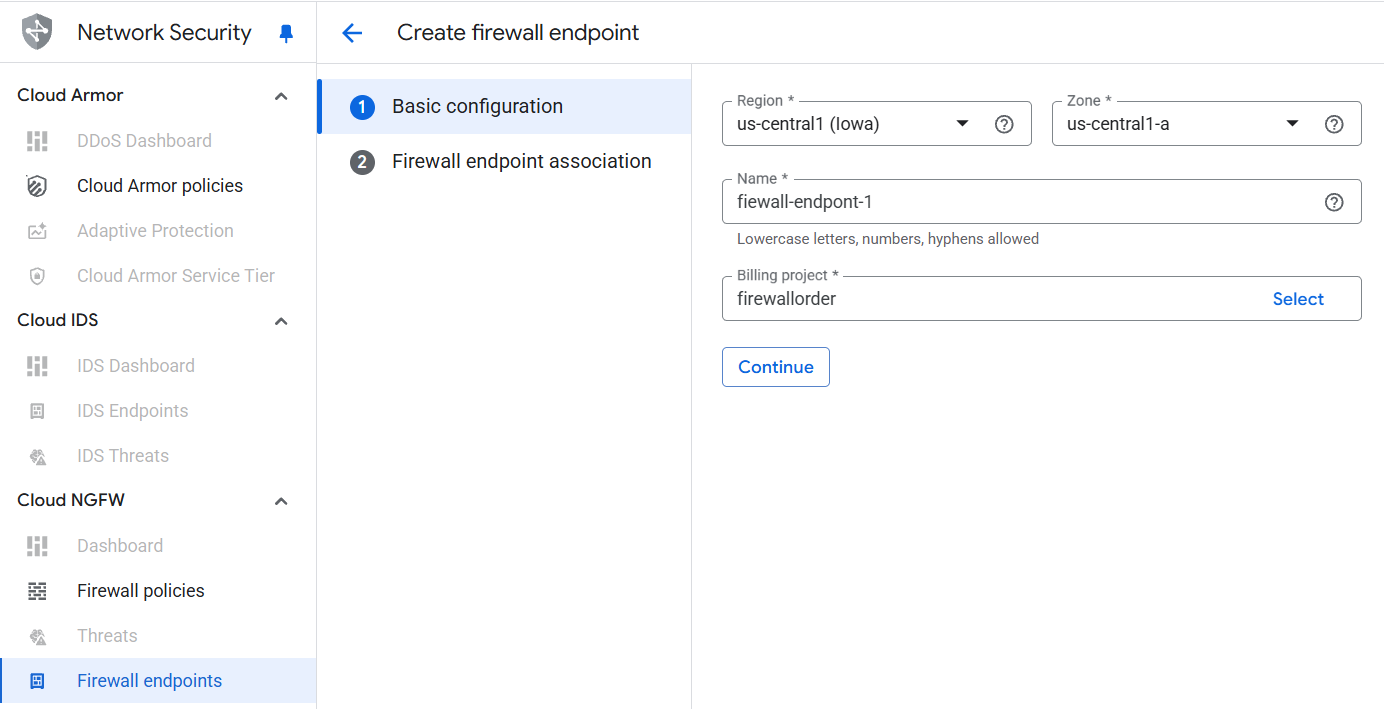 Network Security
Create firewall endpoint
Cloud Armor
DDoS Dashboard
Cloud Armor policies
Adaptive Protection
Cloud Armor Service Tier
Cloud IDS
IDS Dashboard
IDS Endpoints
IDS Threats
Cloud NGFW
Dashboard
Firewall policies
Threats
Firewall endpoints
1 Basic configuration
2 Firewall endpoint association
Region *
us-central1 (Iowa)
Zone *
us-central1-a
Name *
fiewall-endpont-1
Lowercase letters, numbers, hyphens allowed
Billing project *
firewallorder Select
Continue